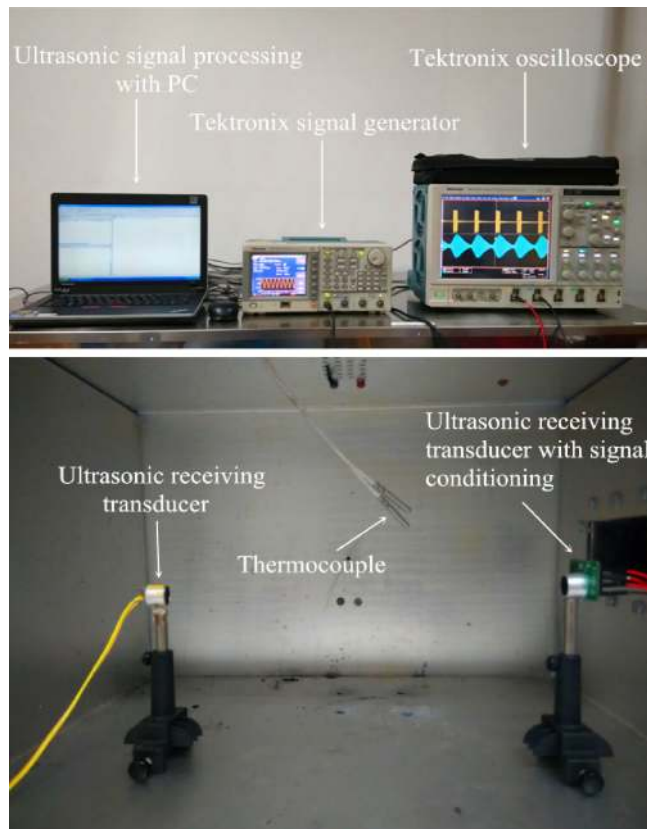 Ultrasonic signal processing
with PC
Tektronix oscilloscope
Tektronix signal generator
Ultrasonic receiving
transducer with signal
conditioning
Ultrasonic receiving
transducer
Thermocouple